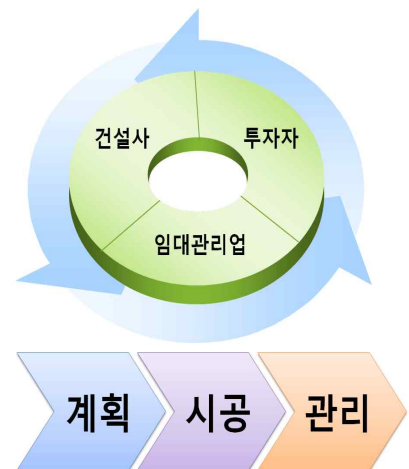 건설사 투자자
임대관리업
계획 시공 관리